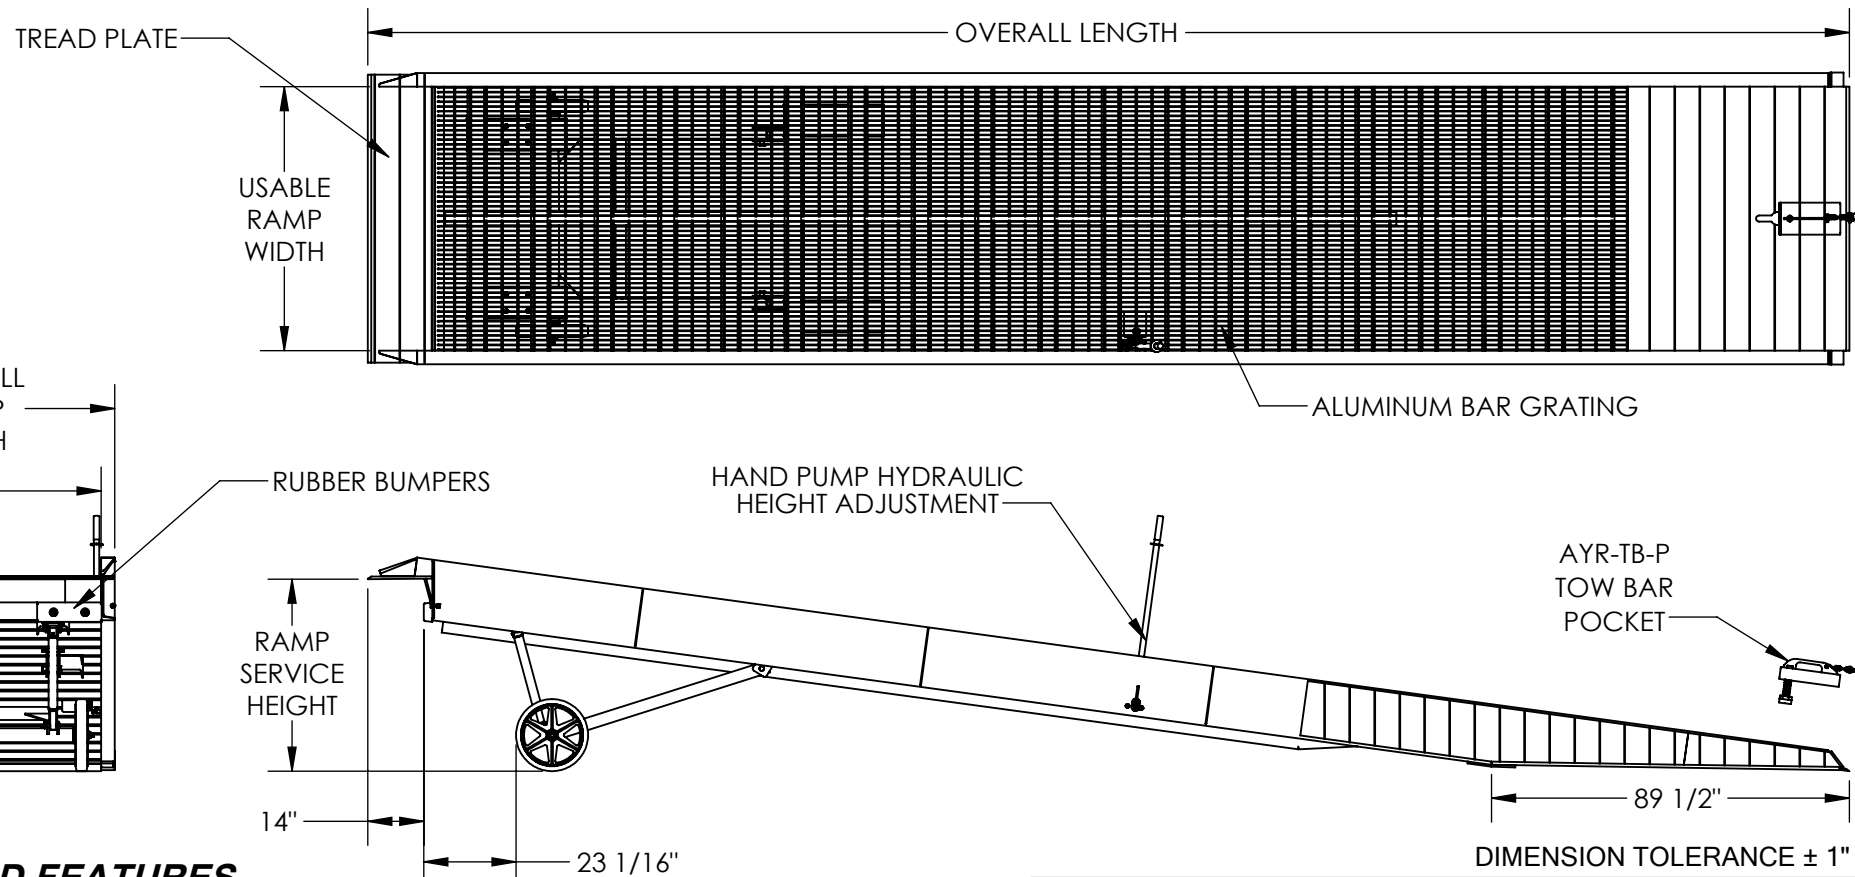 TREAD PLATE
OVERALL LENGTH
USABLE
RAMP
WIDTH
ALUMINUM BAR GRATING
RUBBER BUMPERS
HAND PUMP HYDRAULIC
HEIGHT ADJUSTMENT
AYR-TB-P
TOW BAR
POCKET
RAMP
SERVICE
HEIGHT
14"
23 1/16"
89 1/2"
DIMENSION TOLERANCE ± 1"
FEATURES